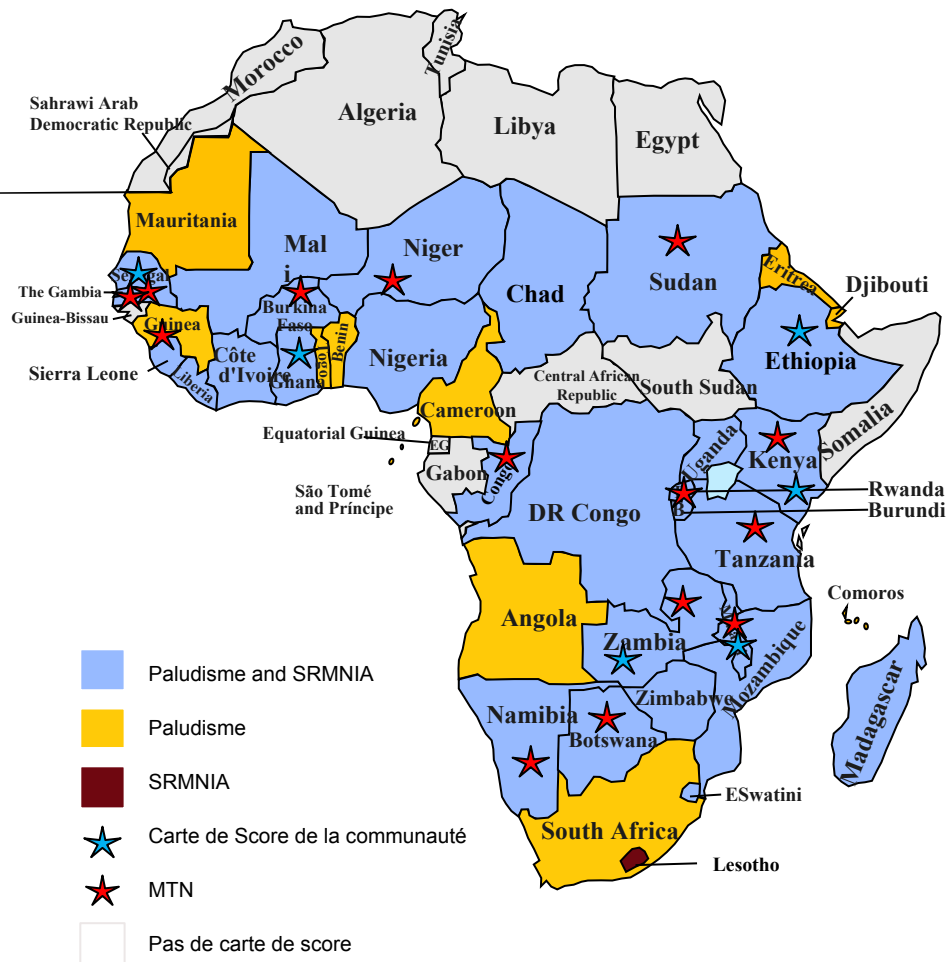 Morocco
Tunisia
Sahrawi Arab
Democratic Republic
Algeria
Libya
Egypt
Mauritania
Mal
i
Niger
Chad
Sudan
Eritrea
Djibouti
Senegal
The Gambia
Guinea-Bissau
Guinea
Sierra Leone
Liberia
Côte
d'Ivoire
Burkina
Faso
Ghana
Togo
Benin
Nigeria
Cameroon
Central African
Republic
South Sudan
Ethiopia
Somalia
Equatorial Guinea
EG
Gabon
Congo
São Tomé
and Príncipe
DR Congo
Uganda
Kenya
Rwanda
B
Burundi
Tanzania
Comoros
Angola
Zambia
Mozambique
Madagascar
Zimbabwe
Namibia
Botswana
ESwatini
South Africa
Lesotho
Paludisme and SRMNIA
Paludisme
SRMNIA
Carte de Score de la communauté
MTN
Pas de carte de score